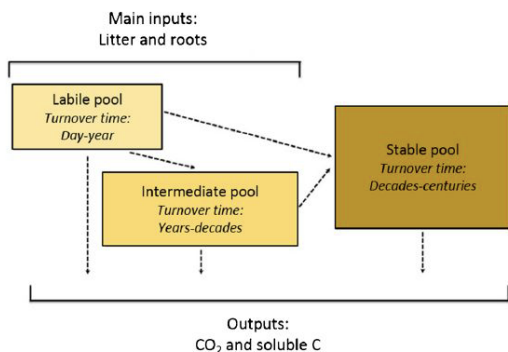 Main inputs:
Litter and roots
Labile pool
Turnover time:
Day-year
Stable pool
Turnover time:
Decades-centuries
Intermediate pool
Turnover time:
Years-decades
Outputs:
CO₂ and soluble C